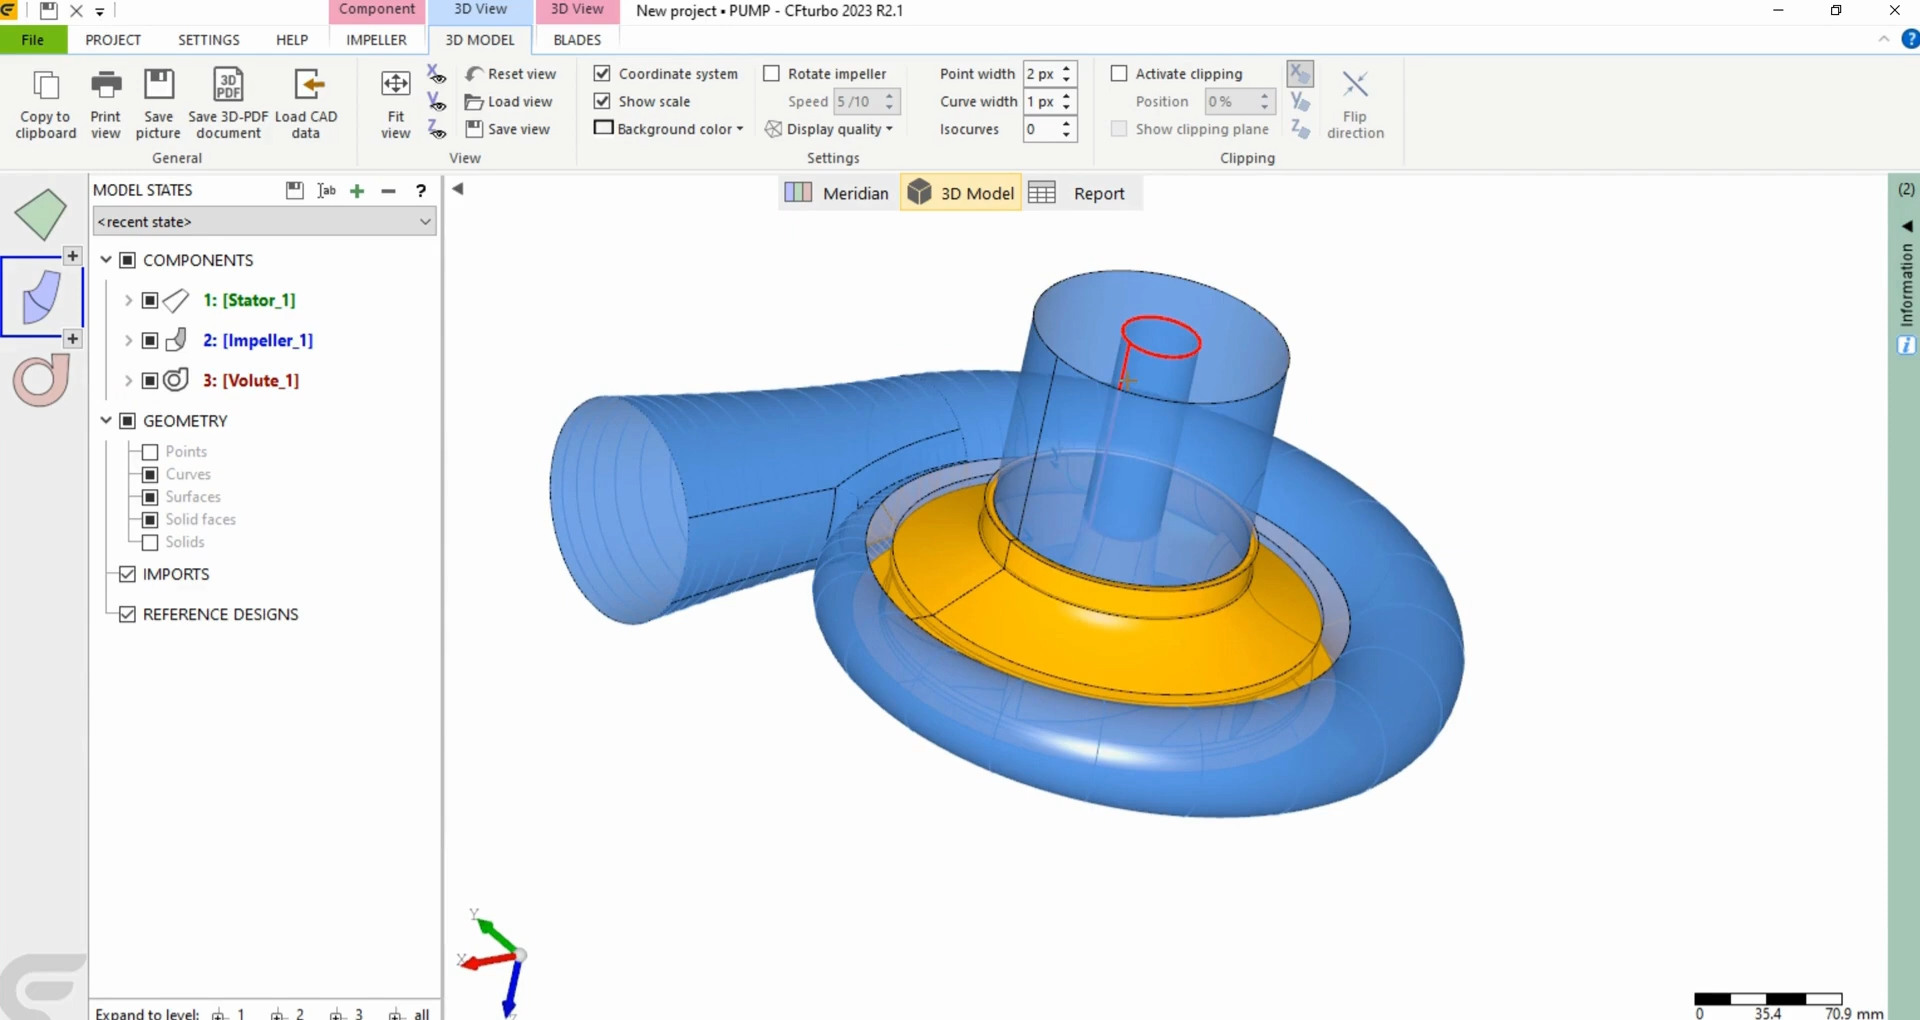 Component
3D View
3D View
New project • PUMP - CFturbo 2023 R2.1
File
PROJECT
SETTINGS
HELP
IMPELLER
3D MODEL
BLADES
?
Copy to clipboard
Print view
Save picture
3D PDF
Save 3D-PDF document
Load CAD data
General
Fit view
X
Y
Z
Reset view
Load view
Save view
View
Coordinate system
Show scale
Background color
Rotate impeller
Speed 5 /10
Display quality
Point width 2 px
Curve width 1 px
Isocurves 0
Settings
Activate clipping
Position 0 %
Show clipping plane
X
Y
Z
Flip direction
Clipping
MODEL STATES
ab
?
<recent state>
COMPONENTS
1: [Stator_1]
2: [Impeller_1]
3: [Volute_1]
GEOMETRY
Points
Curves
Surfaces
Solid faces
Solids
IMPORTS
REFERENCE DESIGNS
Expand to level: 1 2 3 all
Meridian
3D Model
Report
(2)
Information
i
Y
X
Z
0 35.4 70.9 mm